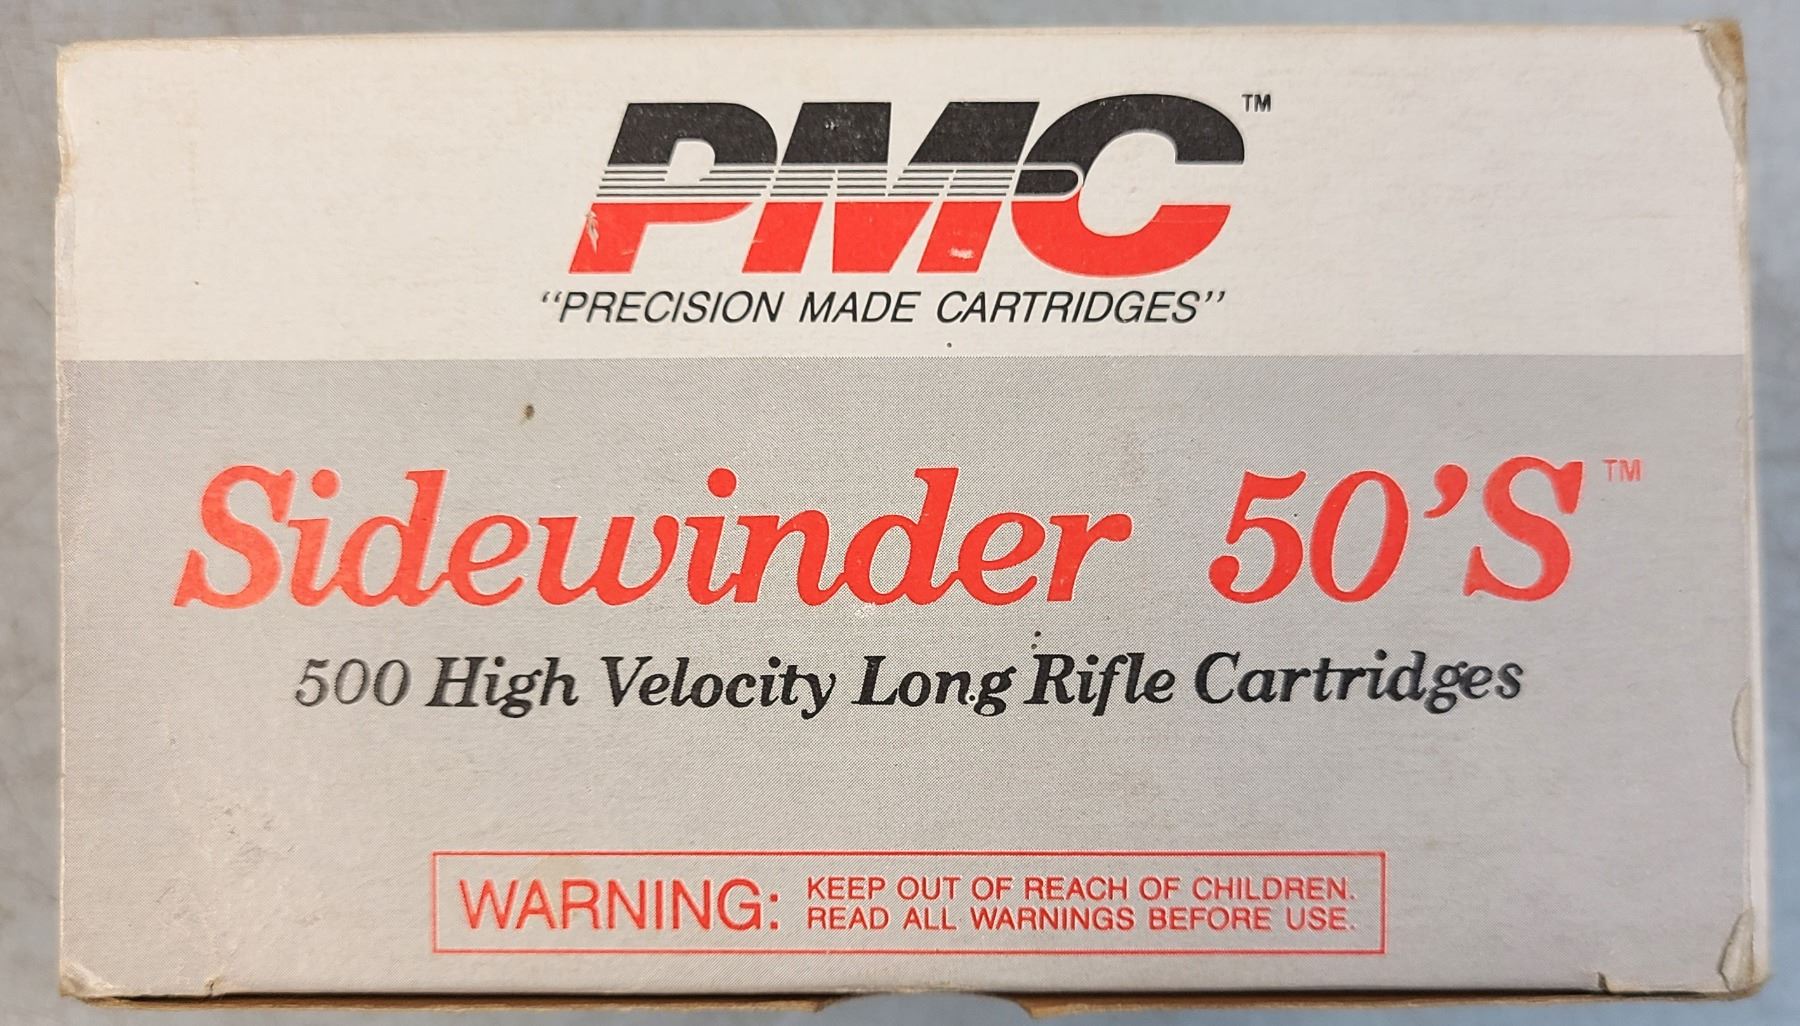 PMC™
“PRECISION MADE CARTRIDGES”
Sidewinder 50’S™
500 High Velocity Long Rifle Cartridges
WARNING: KEEP OUT OF REACH OF CHILDREN.
READ ALL WARNINGS BEFORE USE.